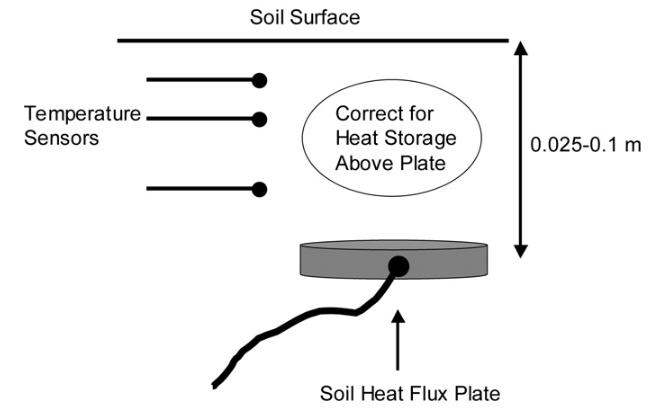 Soil Surface
Temperature
Sensors
Correct for
Heat Storage
Above Plate
0.025-0.1 m
Soil Heat Flux Plate